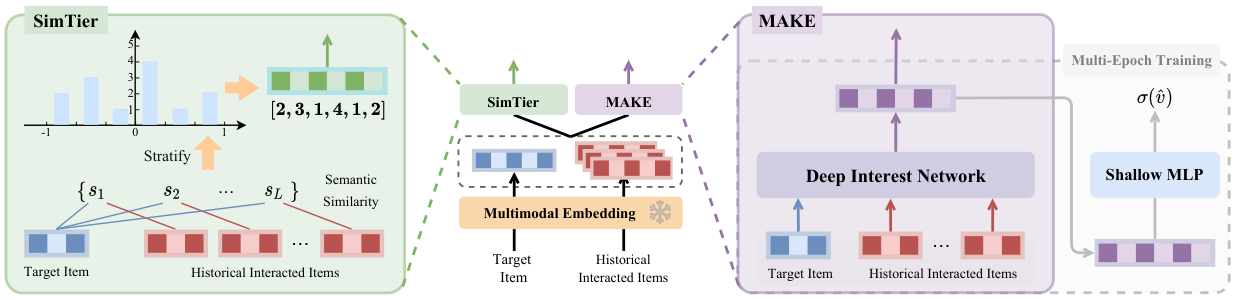 SimTier
5
4
3
2
1
-1
0
1
[2, 3, 1, 4, 1, 2]
Stratify
{ s1 s2 ... sL }
Semantic
Similarity
...
Target Item
Historical Interacted Items
SimTier
MAKE
Multimodal Embedding
Target
Item
Historical
Interacted Items
MAKE
Deep Interest Network
...
Target Item
Historical Interacted Items
Multi-Epoch Training
σ(v̂)
Shallow MLP